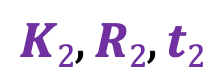 K₂, R₂, t₂